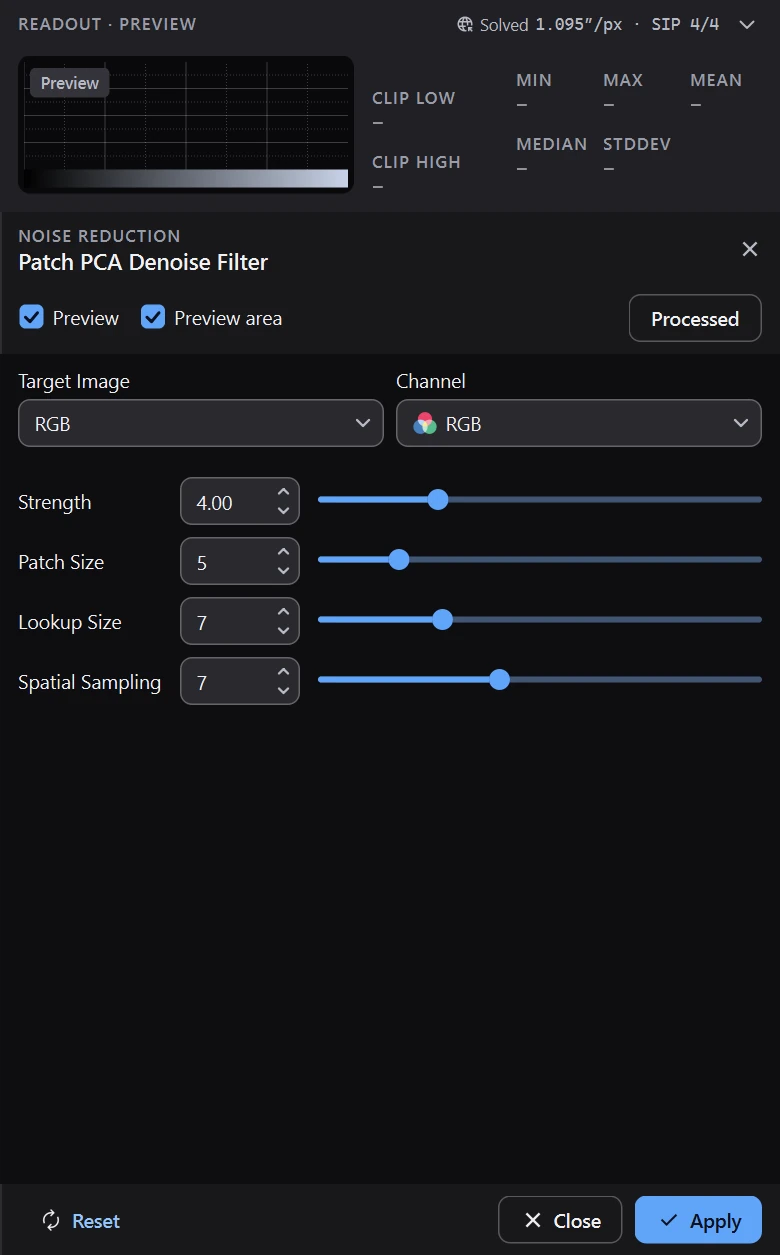 READOUT · PREVIEW
Solved 1.095″/px · SIP 4/4
Preview
CLIP LOW
–
CLIP HIGH
–
MIN
–
MAX
–
MEAN
–
MEDIAN
–
STDDEV
–
NOISE REDUCTION
Patch PCA Denoise Filter
Preview
Preview area
Processed
Target Image
Channel
RGB
RGB
Strength
4.00
Patch Size
5
Lookup Size
7
Spatial Sampling
7
Reset
Close
Apply